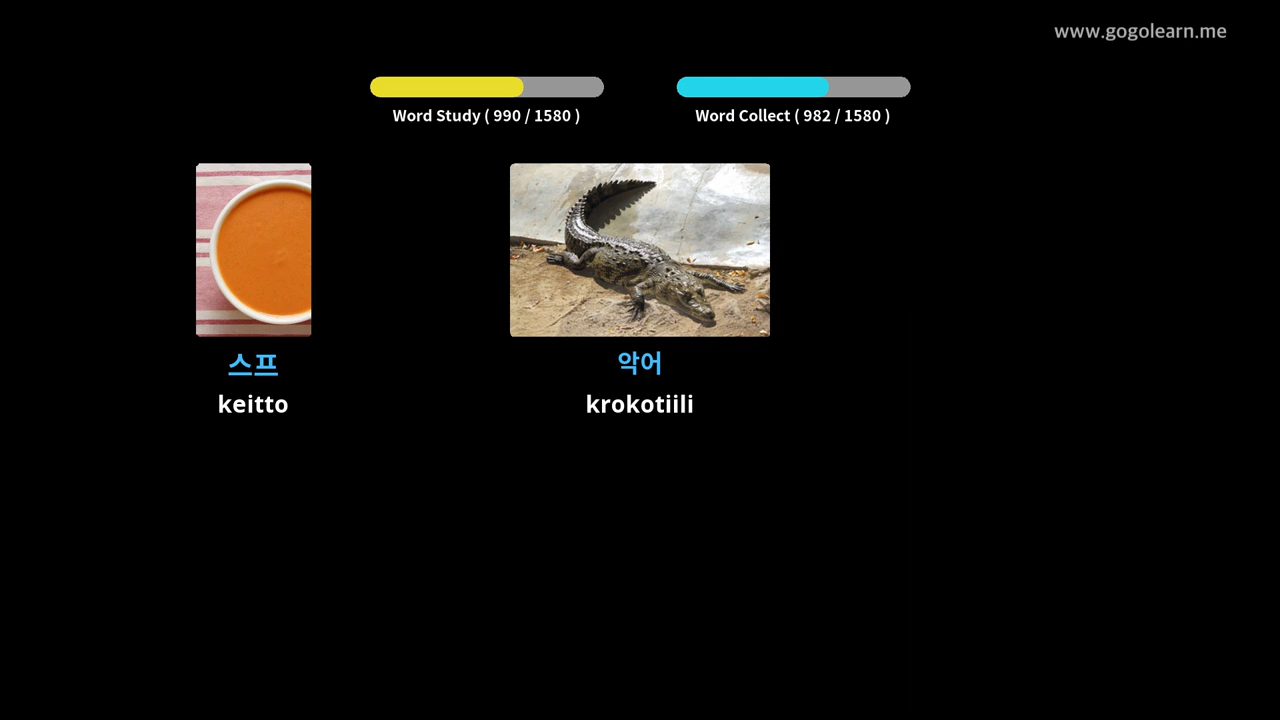 www.gogolearn.me
Word Study ( 990 / 1580 )
Word Collect ( 982 / 1580 )
스프
keitto
악어
krokotiili